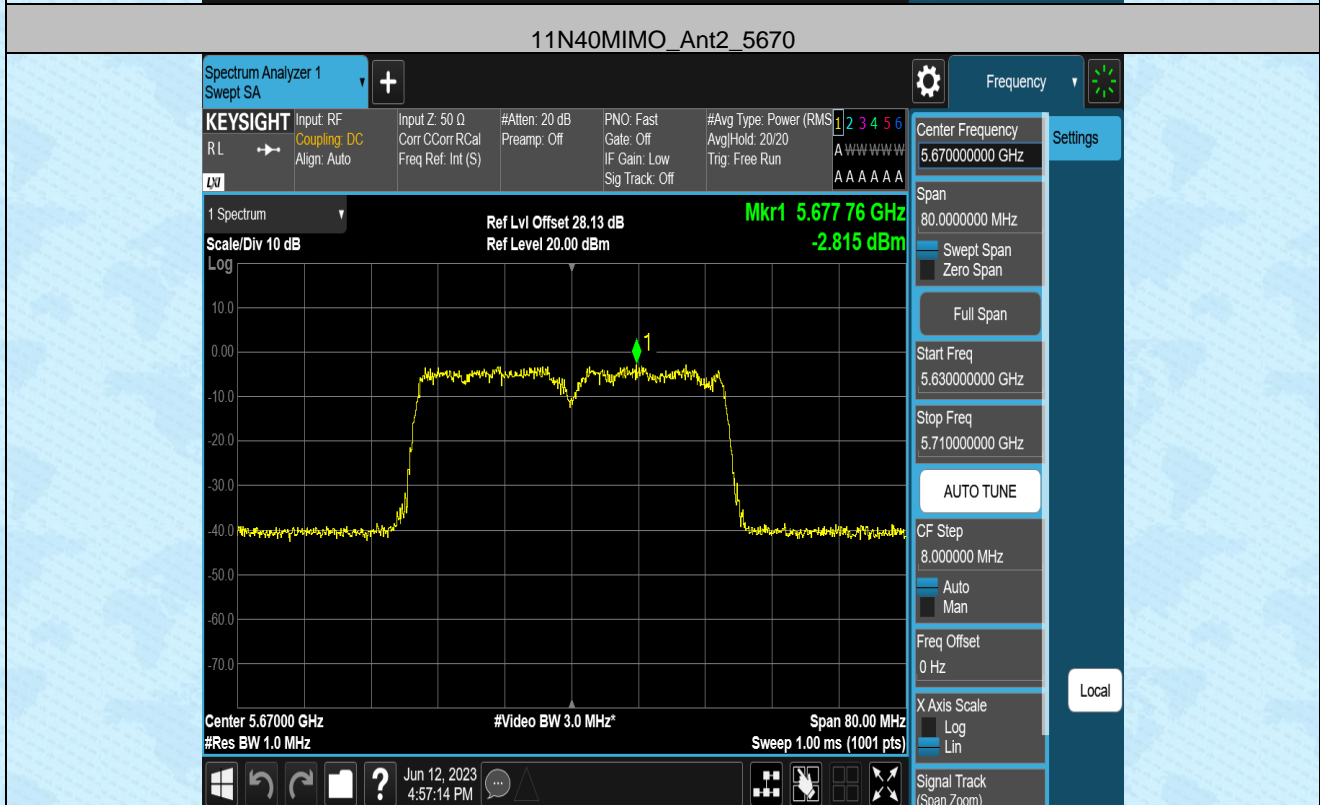 11N40MIMO_Ant2_5670
Spectrum Analyzer 1
Swept SA
+
Frequency
KEYSIGHT
RL
LXI
Input: RF
Coupling: DC
Align: Auto
Input Z: 50 Ω
Corr CCorr RCal
Freq Ref: Int (S)
#Atten: 20 dB
Preamp: Off
PNO: Fast
Gate: Off
IF Gain: Low
Sig Track: Off
#Avg Type: Power (RMS
Avg|Hold: 20/20
Trig: Free Run
1 2 3 4 5 6
A W W W W W
A A A A A A
Center Frequency
5.670000000 GHz
Settings
Span
80.0000000 MHz
Swept Span
Zero Span
Full Span
Start Freq
5.630000000 GHz
Stop Freq
5.710000000 GHz
AUTO TUNE
CF Step
8.000000 MHz
Auto
Man
Freq Offset
0 Hz
X Axis Scale
Log
Lin
Signal Track
(Span Zoom)
Local
1 Spectrum
Scale/Div 10 dB
Ref Lvl Offset 28.13 dB
Ref Level 20.00 dBm
Mkr1 5.677 76 GHz
-2.815 dBm
Log
10.0
0.00
-10.0
-20.0
-30.0
-40.0
-50.0
-60.0
-70.0
1
Center 5.67000 GHz
#Res BW 1.0 MHz
#Video BW 3.0 MHz*
Span 80.00 MHz
Sweep 1.00 ms (1001 pts)
?
Jun 12, 2023
4:57:14 PM